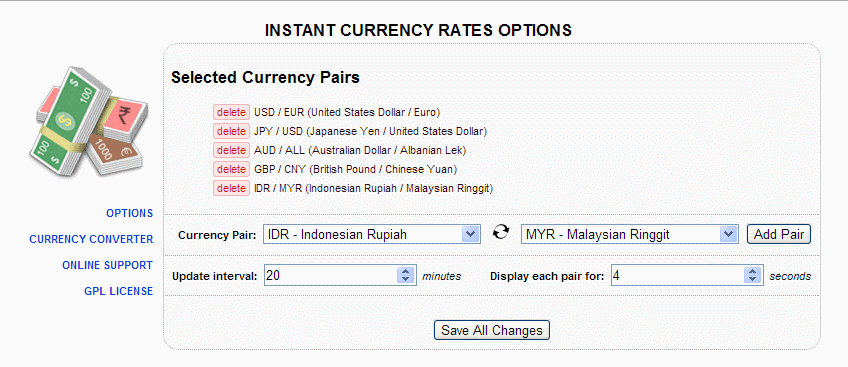 INSTANT CURRENCY RATES OPTIONS
Selected Currency Pairs
delete USD / EUR (United States Dollar / Euro)
delete JPY / USD (Japanese Yen / United States Dollar)
delete AUD / ALL (Australian Dollar / Albanian Lek)
delete GBP / CNY (British Pound / Chinese Yuan)
delete IDR / MYR (Indonesian Rupiah / Malaysian Ringgit)
$ 100
₹
$
1000 €
100 $
OPTIONS
CURRENCY CONVERTER
ONLINE SUPPORT
GPL LICENSE
Currency Pair: IDR - Indonesian Rupiah MYR - Malaysian Ringgit Add Pair
Update interval: 20 minutes Display each pair for: 4 seconds
Save All Changes